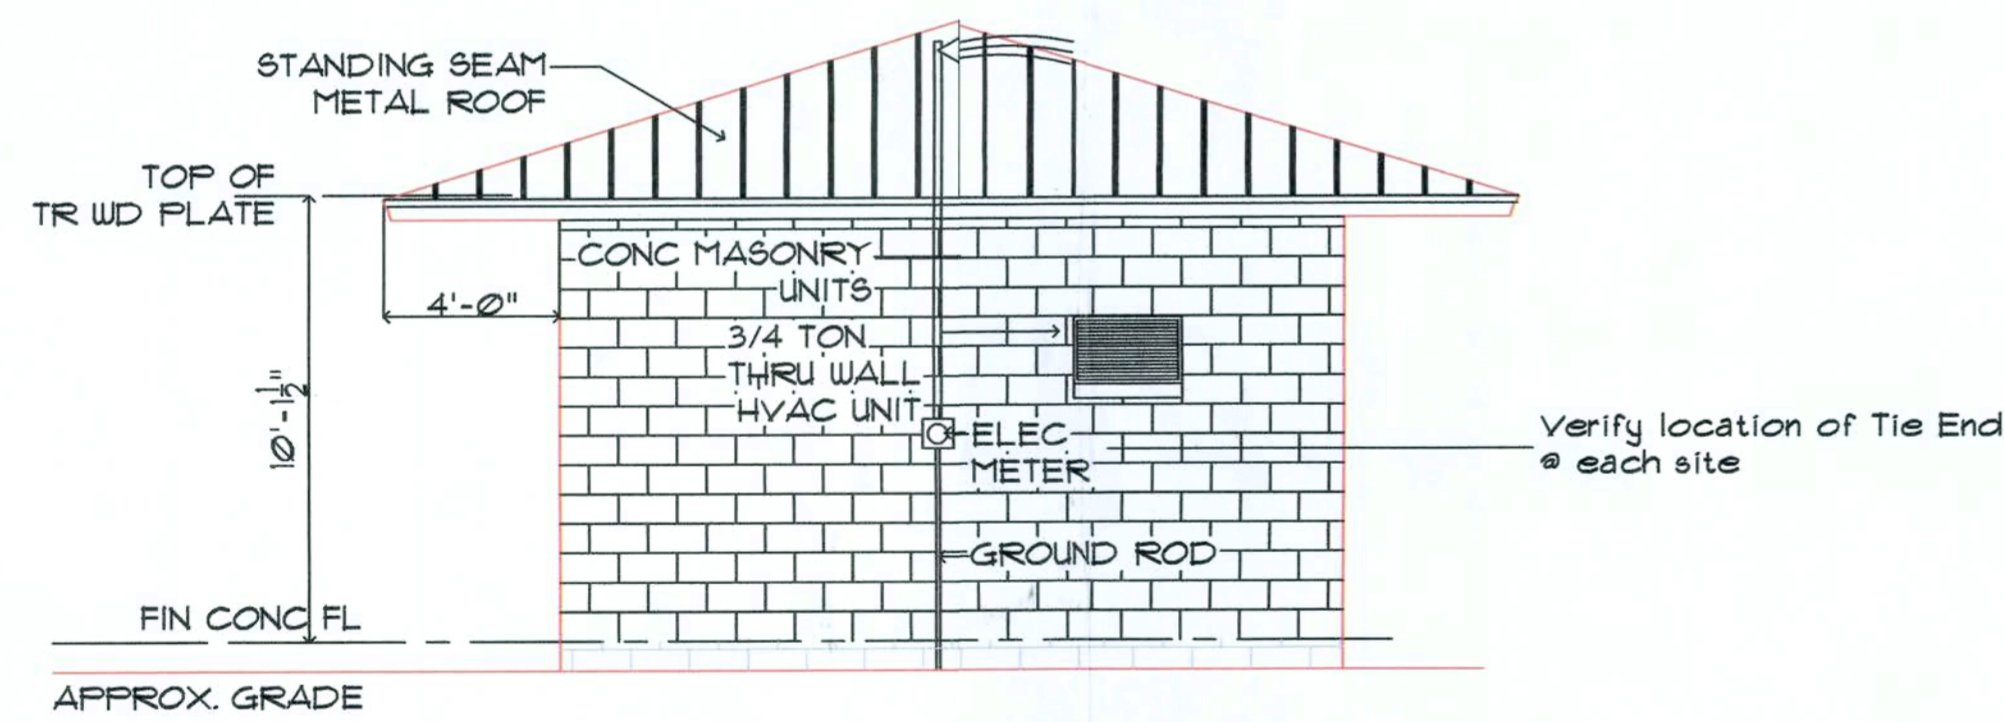 STANDING SEAM
METAL ROOF
TOP OF
TR WD PLATE
CONC MASONRY
UNITS
4'-0"
3/4 TON
THRU WALL
HVAC UNIT
10'-1 1/2"
ELEC
METER
Verify location of Tie End
@ each site
GROUND ROD
FIN CONC FL
APPROX. GRADE